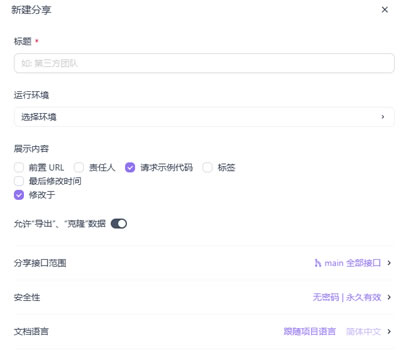 新建分享
标题 *
如: 第三方团队
运行环境
选择环境
展示内容
前置 URL 责任人 请求示例代码 标签
最后修改时间
修改于
允许“导出”、“克隆”数据
分享接口范围 main 全部接口
安全性 无密码 | 永久有效
文档语言 跟随项目语言 简体中文